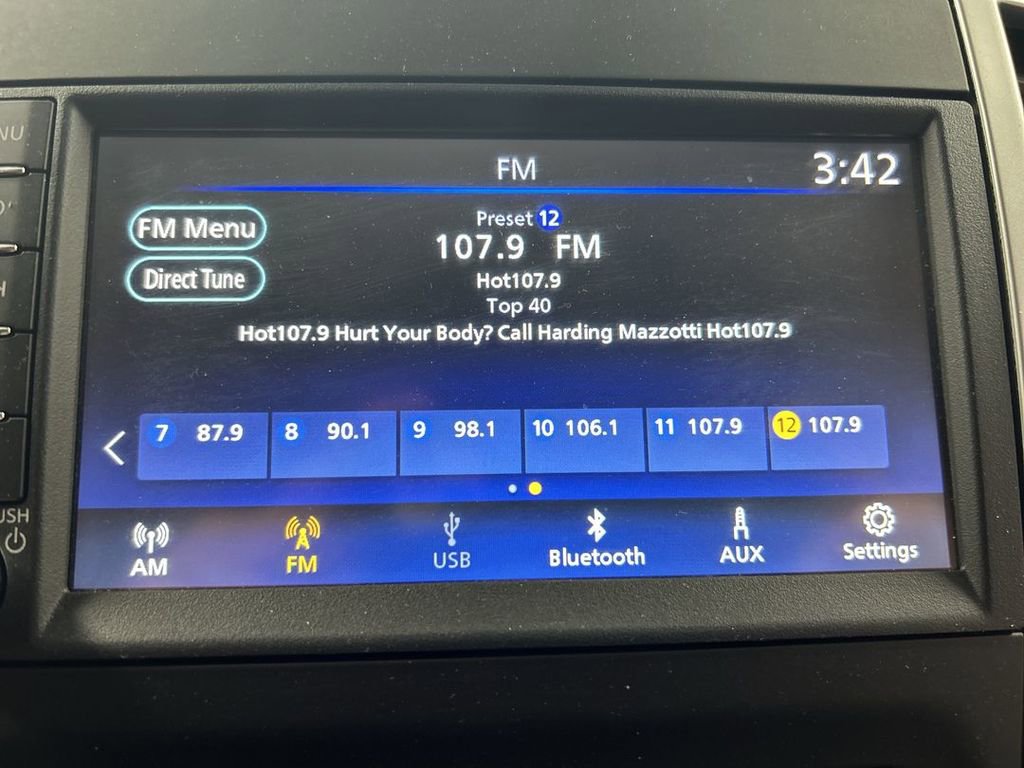 FM
3:42
FM Menu
Direct Tune
Preset 12
107.9 FM
Hot107.9
Top 40
Hot107.9 Hurt Your Body? Call Harding Mazzotti Hot107.9
7 87.9
8 90.1
9 98.1
10 106.1
11 107.9
12 107.9
AM
FM
USB
Bluetooth
AUX
Settings